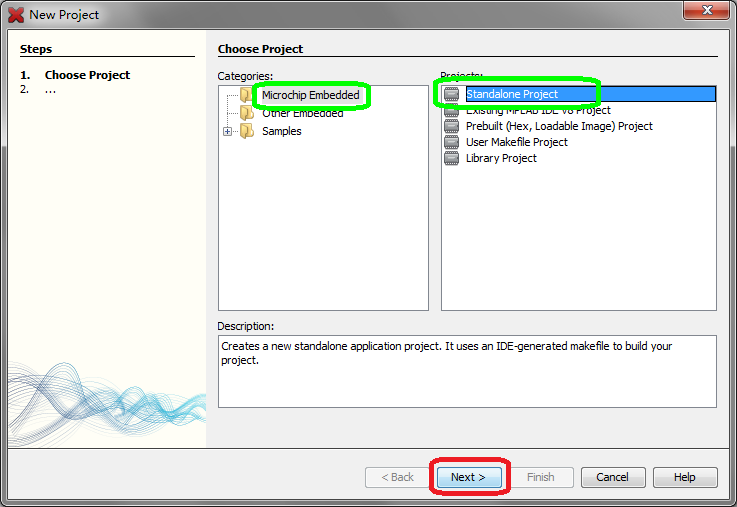 New Project
Steps
1. Choose Project
2. ...
Choose Project
Categories:
Microchip Embedded
Other Embedded
Samples
Projects:
Standalone Project
Existing MPLAB IDE v8 Project
Prebuilt (Hex, Loadable Image) Project
User Makefile Project
Library Project
Description:
Creates a new standalone application project. It uses an IDE-generated makefile to build your
project.
< Back
Next >
Finish
Cancel
Help